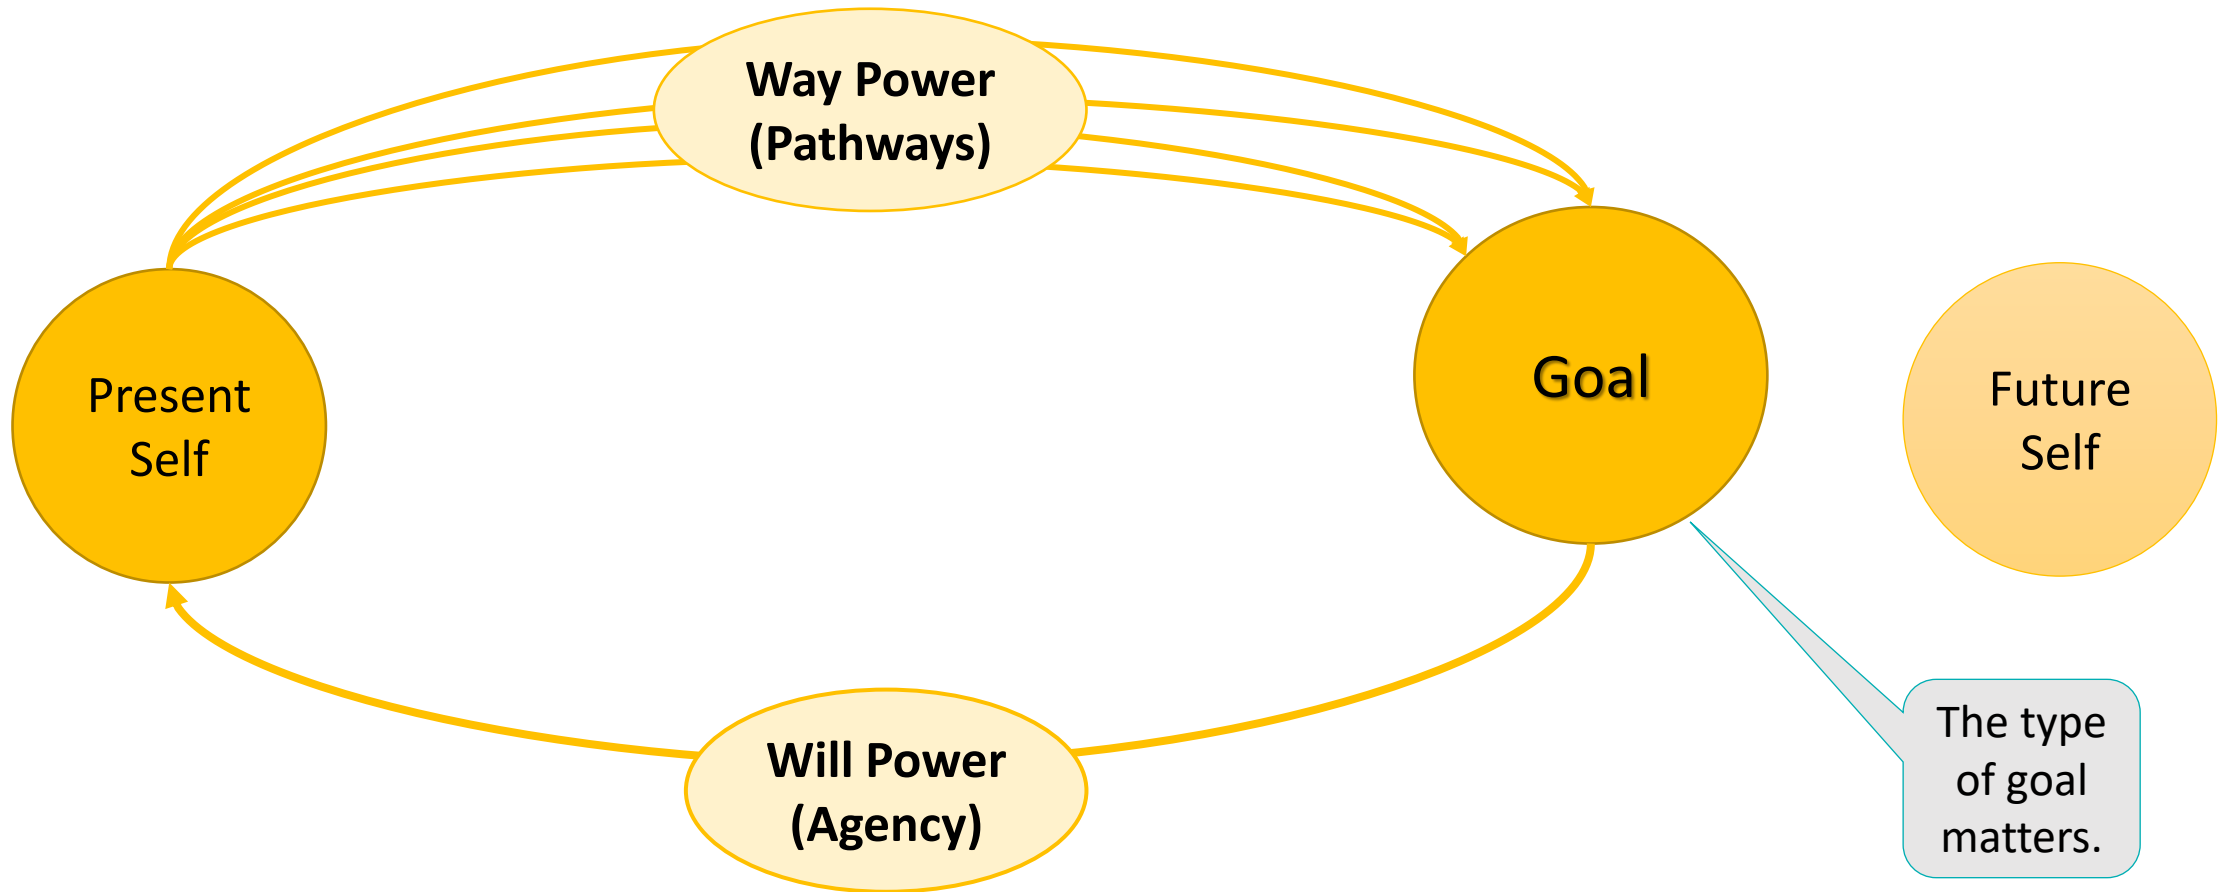 Way Power
(Pathways)
Present
Self
Goal
Future
Self
Will Power
(Agency)
The type
of goal
matters.